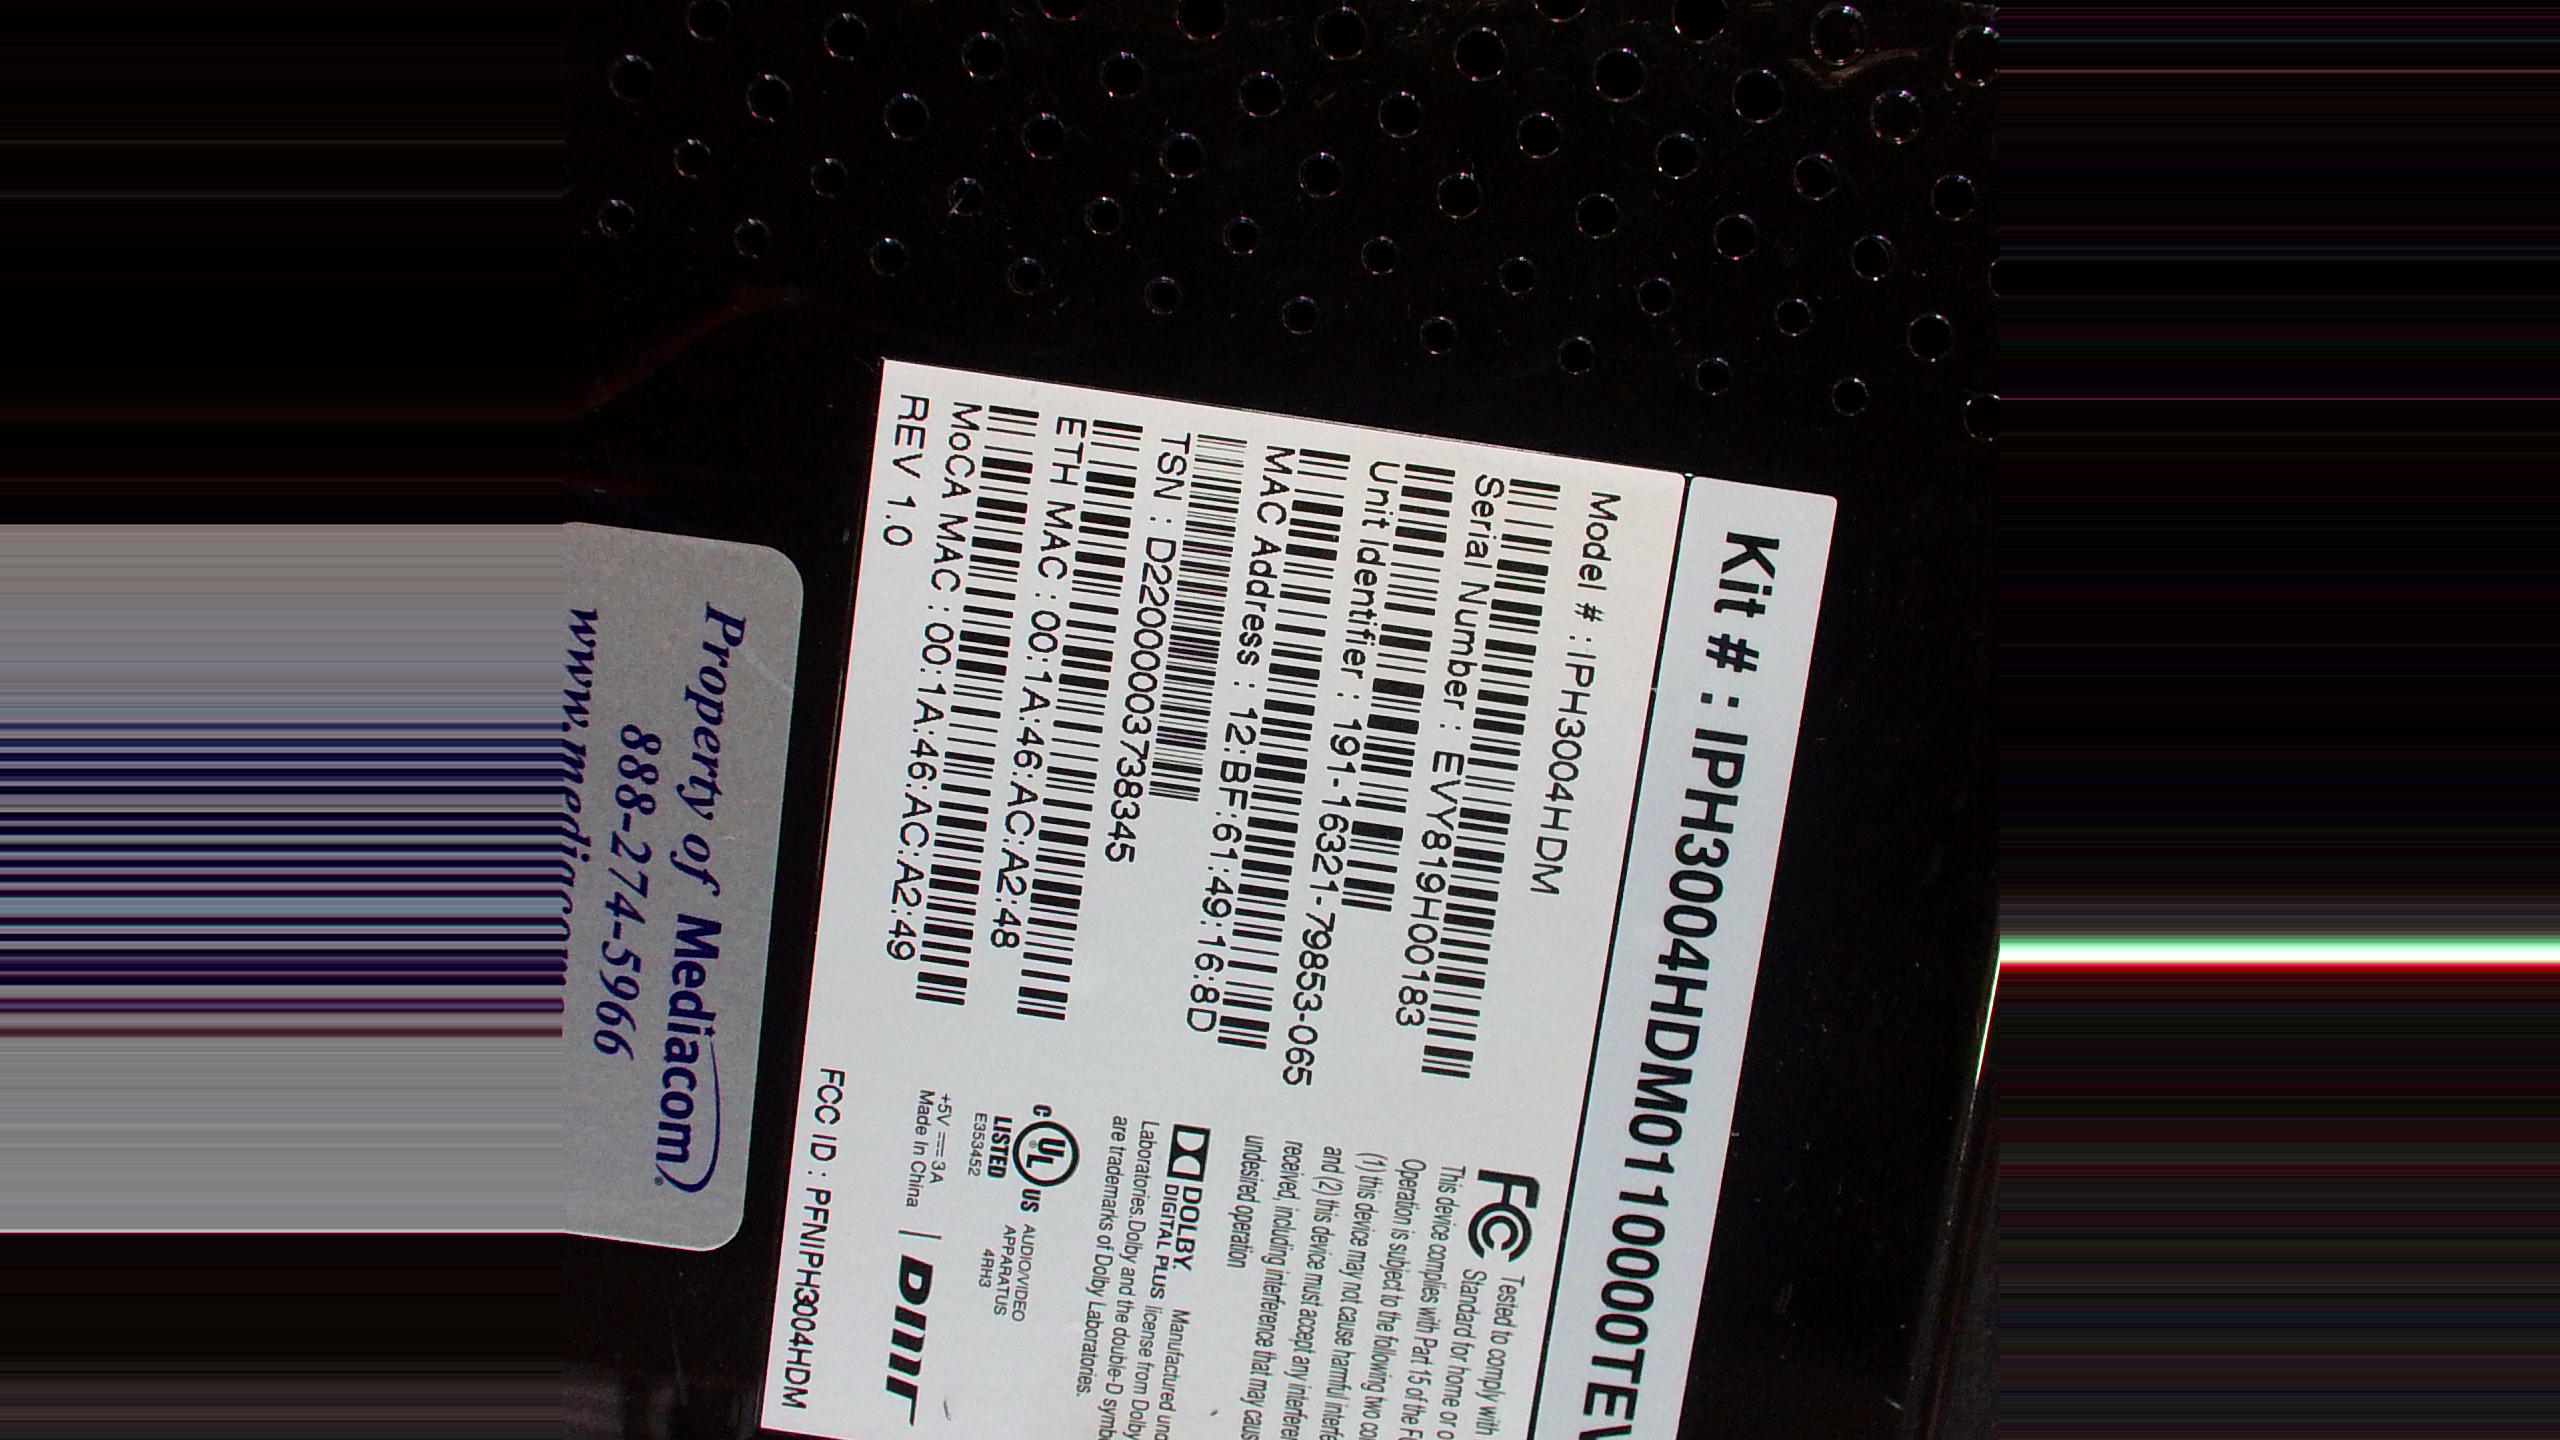 Kit # : IPH3004HDM0110000TEV
Model # : IPH3004HDM
Serial Number : EVY819H00183
Unit Identifier : 191-16321-79853-065
MAC Address : 12:BF:61:49:16:8D
TSN : D22000003738345
ETH MAC : 00:1A:46:AC:A2:48
MoCA MAC : 00:1A:46:AC:A2:49
REV 1.0
FC Tested to comply with
Standard for home or o
This device complies with Part 15 of the F
Operation is subject to the following two co
(1) this device may not cause harmful interfe
and (2) this device must accept any interferen
received, including interference that may caus
undesired operation
DOLBY.
DIGITAL PLUS
Manufactured und
license from Dolby
Laboratories.Dolby and the double-D symb
are trademarks of Dolby Laboratories.
C UL US
LISTED
E353452
AUDIO/VIDEO
APPARATUS
4RH3
+5V 3A
Made In China
FCC ID : PFNIPH3004HDM
Property of Mediacom
888-274-5966
www.mediacom